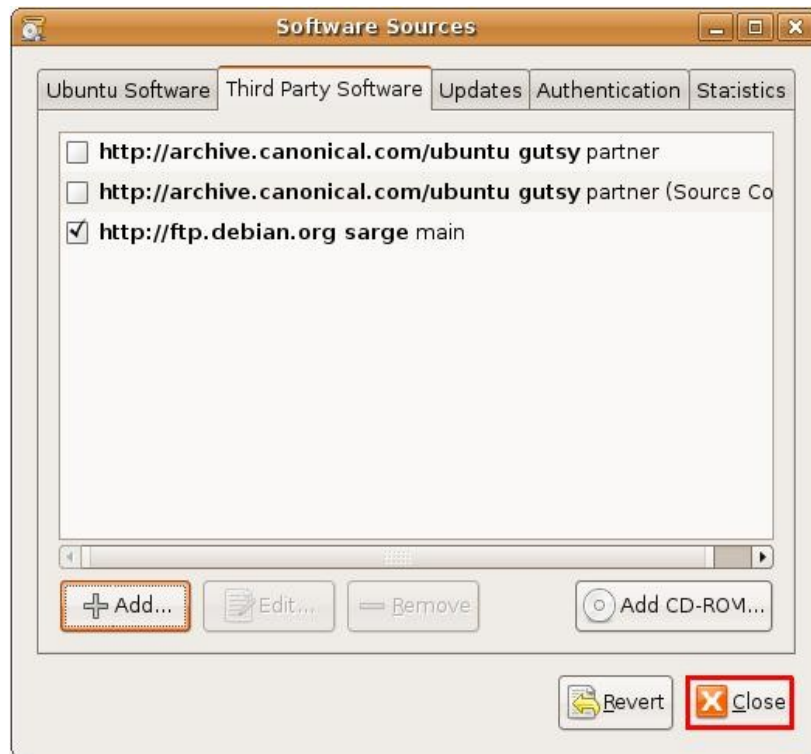 Software Sources
Ubuntu Software Third Party Software Updates Authentication Statistics
http://archive.canonical.com/ubuntu gutsy partner
http://archive.canonical.com/ubuntu gutsy partner (Source Co
http://ftp.debian.org sarge main
Add... Edit... Remove Add CD-ROM...
Revert Close